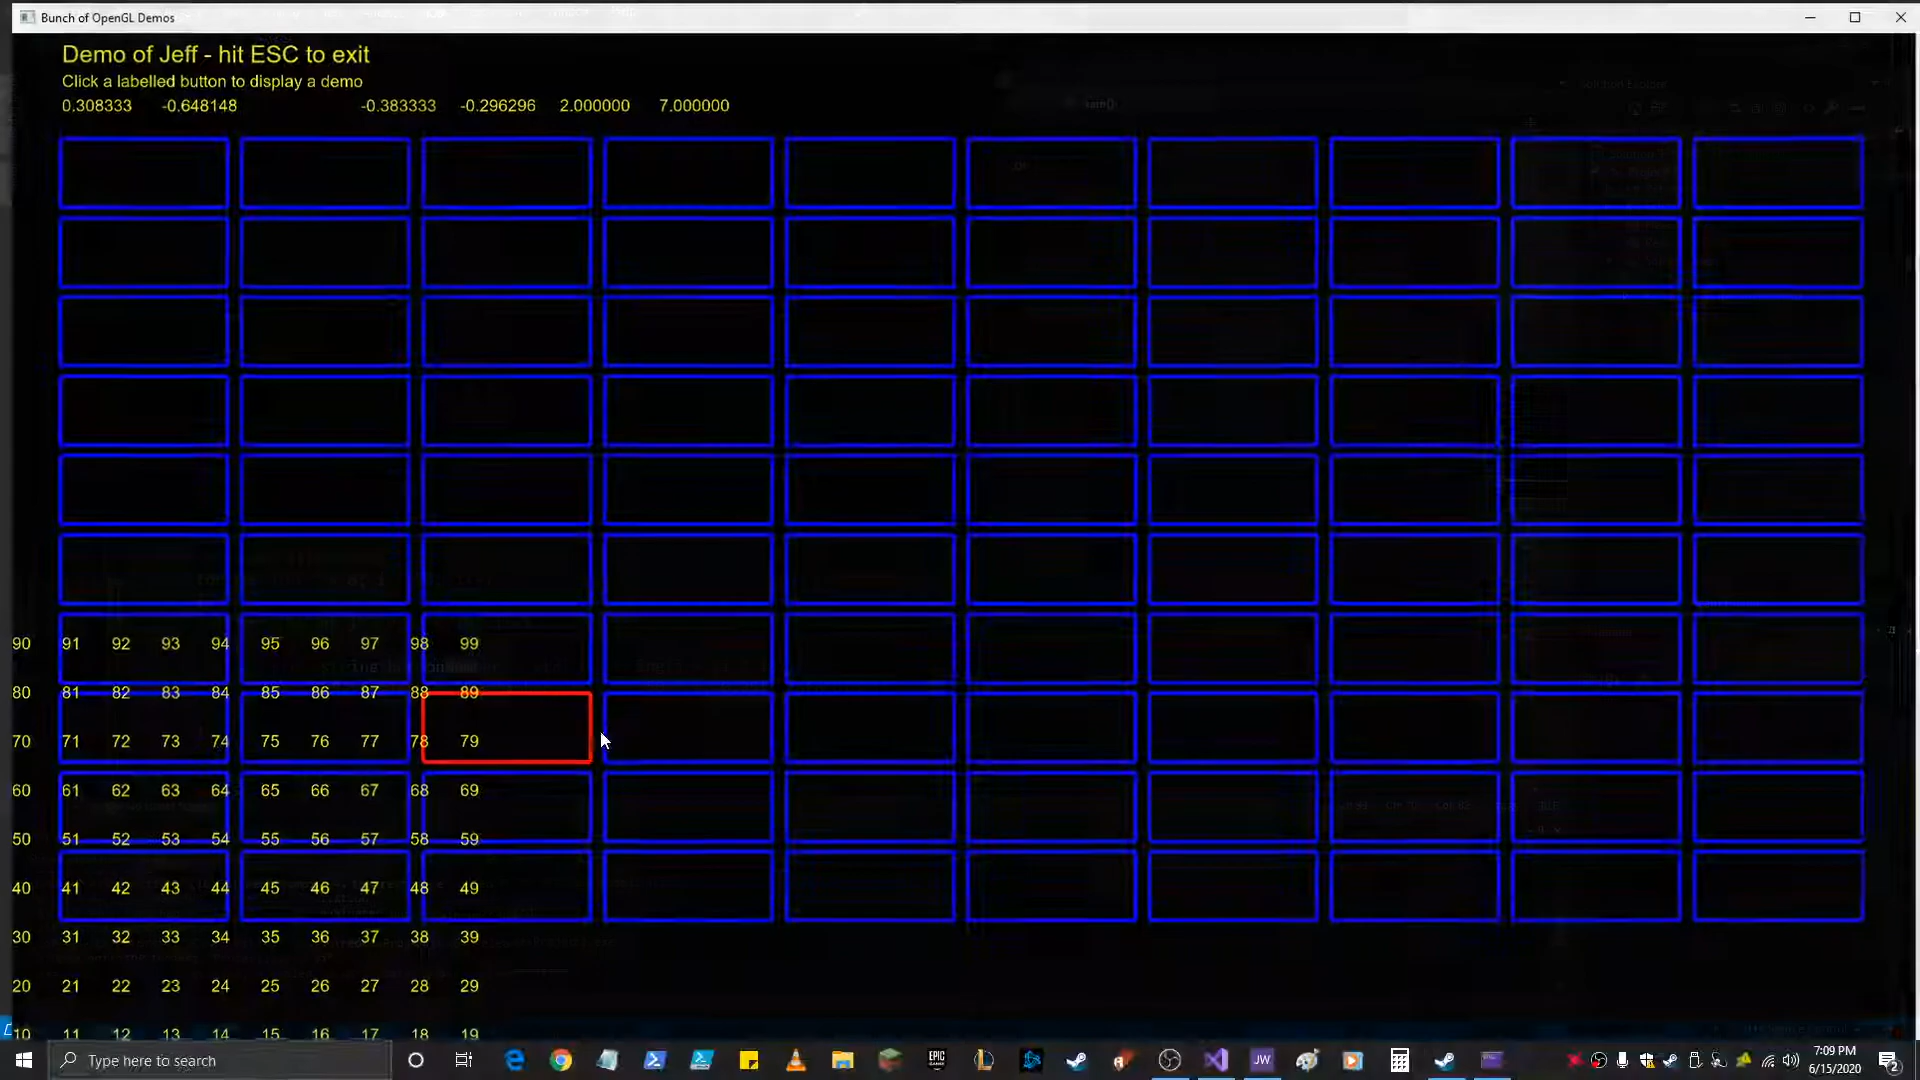 Bunch of OpenGL Demos
Demo of Jeff - hit ESC to exit
Click a labelled button to display a demo
0.308333 -0.648148 -0.383333 -0.296296 2.000000 7.000000
90 91 92 93 94 95 96 97 98 99
80 81 82 83 84 85 86 87 88 89
70 71 72 73 74 75 76 77 78 79
60 61 62 63 64 65 66 67 68 69
50 51 52 53 54 55 56 57 58 59
40 41 42 43 44 45 46 47 48 49
30 31 32 33 34 35 36 37 38 39
20 21 22 23 24 25 26 27 28 29
10 11 12 13 14 15 16 17 18 19
Type here to search
EPIC
JW
7:09 PM
6/15/2020
2